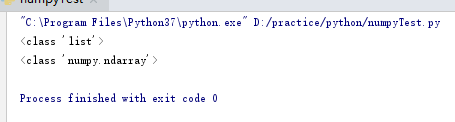 numpyTest
"C:\Program Files\Python37\python.exe" D:/practice/python/numpyTest.py
<class 'list'>
<class 'numpy.ndarray'>
Process finished with exit code 0